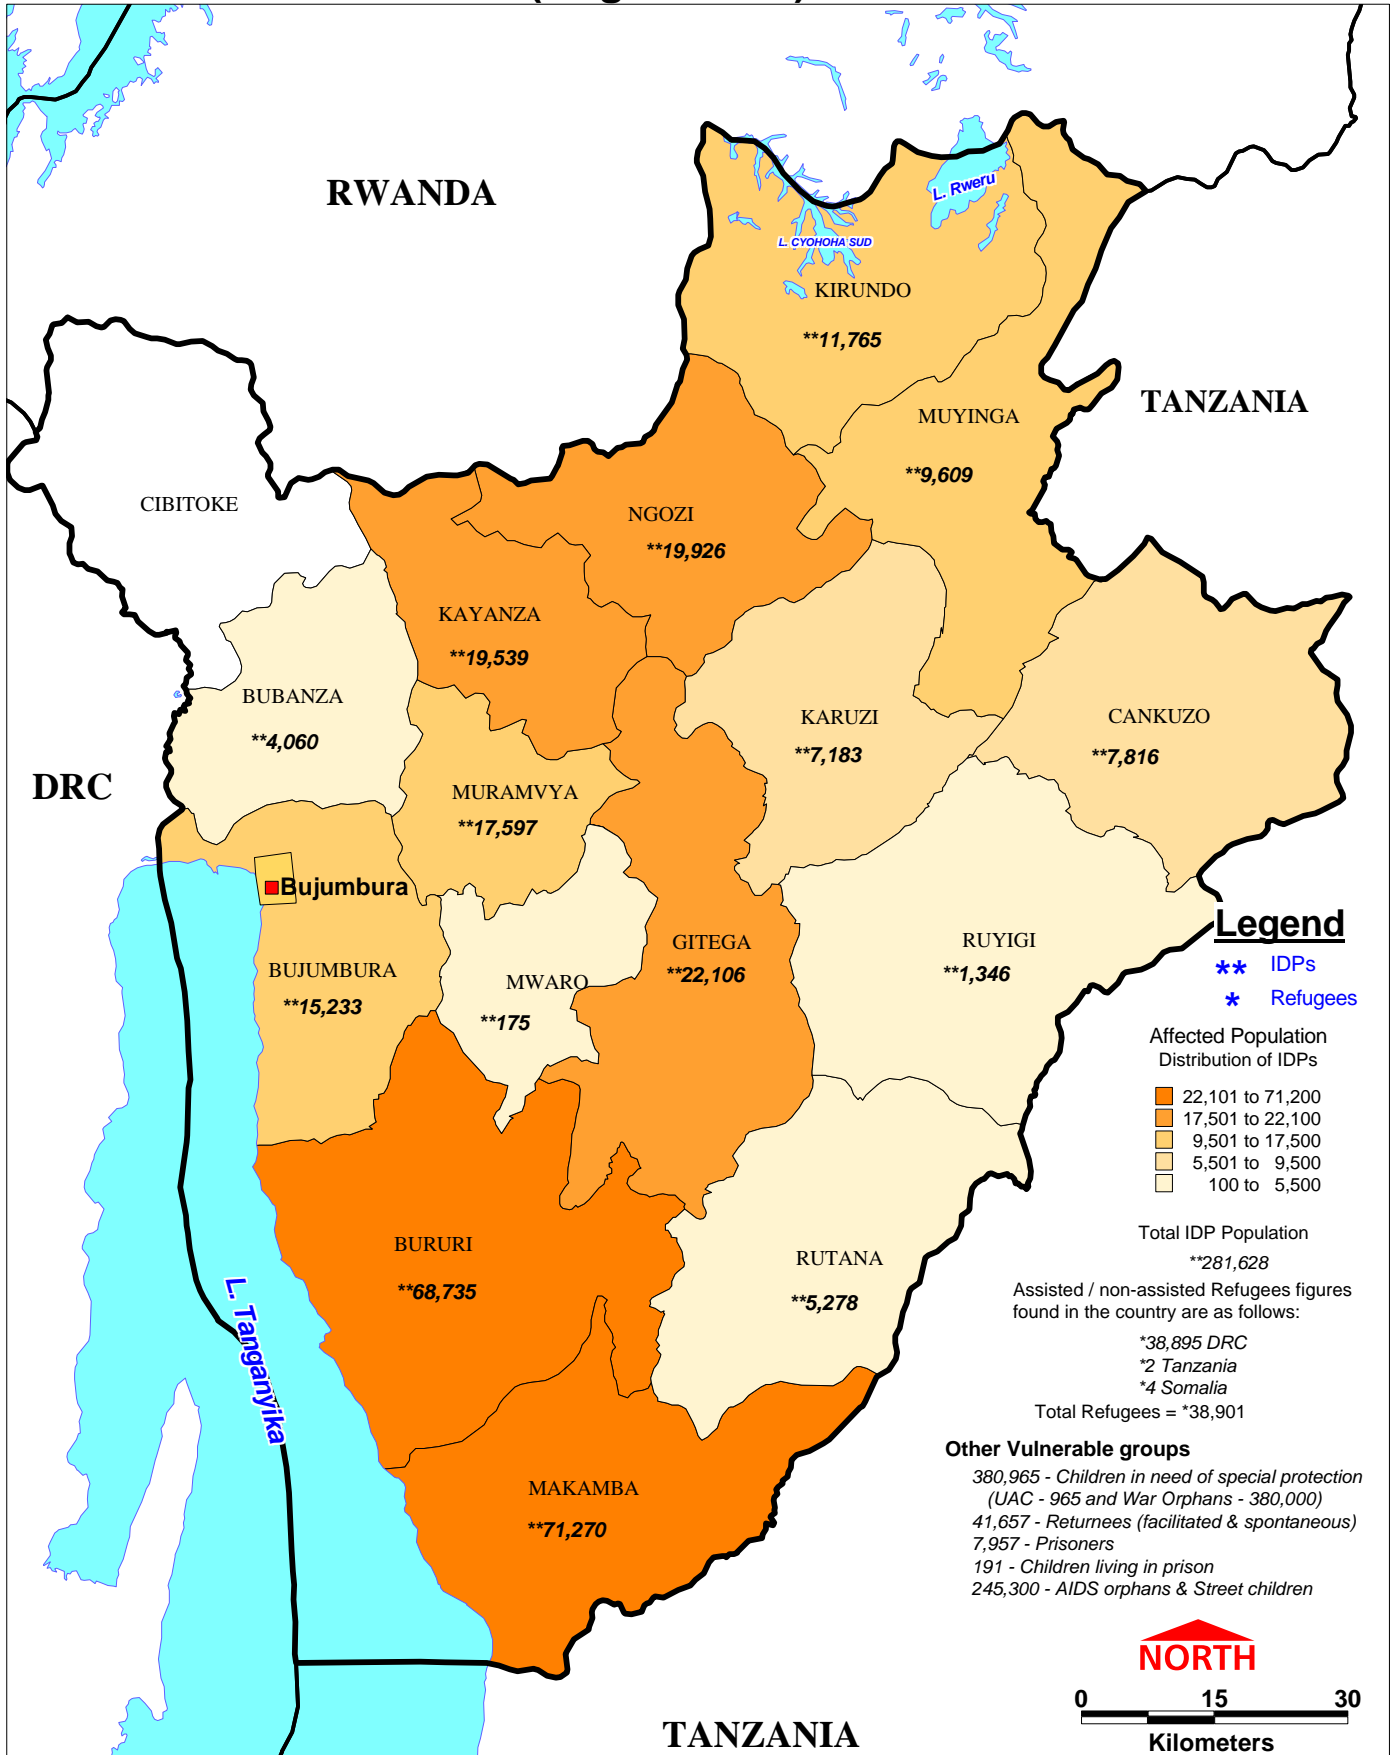 RWANDA
L. Rweru
L. CYOHOHA SUD
KIRUNDO
**11,765
TANZANIA
MUYINGA
**9,609
CIBITOKE
NGOZI
**19,926
KAYANZA
**19,539
BUBANZA
**4,060
KARUZI
**7,183
CANKUZO
**7,816
DRC
MURAMVYA
**17,597
Bujumbura
BUJUMBURA
**15,233
MWARO
**175
GITEGA
**22,106
RUYIGI
**1,346
BURURI
**68,735
RUTANA
**5,278
L. Tanganyika
MAKAMBA
**71,270
TANZANIA
Legend
** IDPs
* Refugees
Affected Population
Distribution of IDPs
22,101 to 71,200
17,501 to 22,100
9,501 to 17,500
5,501 to 9,500
100 to 5,500
Total IDP Population
**281,628
Assisted / non-assisted Refugees figures
found in the country are as follows:
*38,895 DRC
*2 Tanzania
*4 Somalia
Total Refugees = *38,901
Other Vulnerable groups
380,965 - Children in need of special protection
(UAC - 965 and War Orphans - 380,000)
41,657 - Returnees (facilitated & spontaneous)
7,957 - Prisoners
191 - Children living in prison
245,300 - AIDS orphans & Street children
NORTH
0 15 30
Kilometers